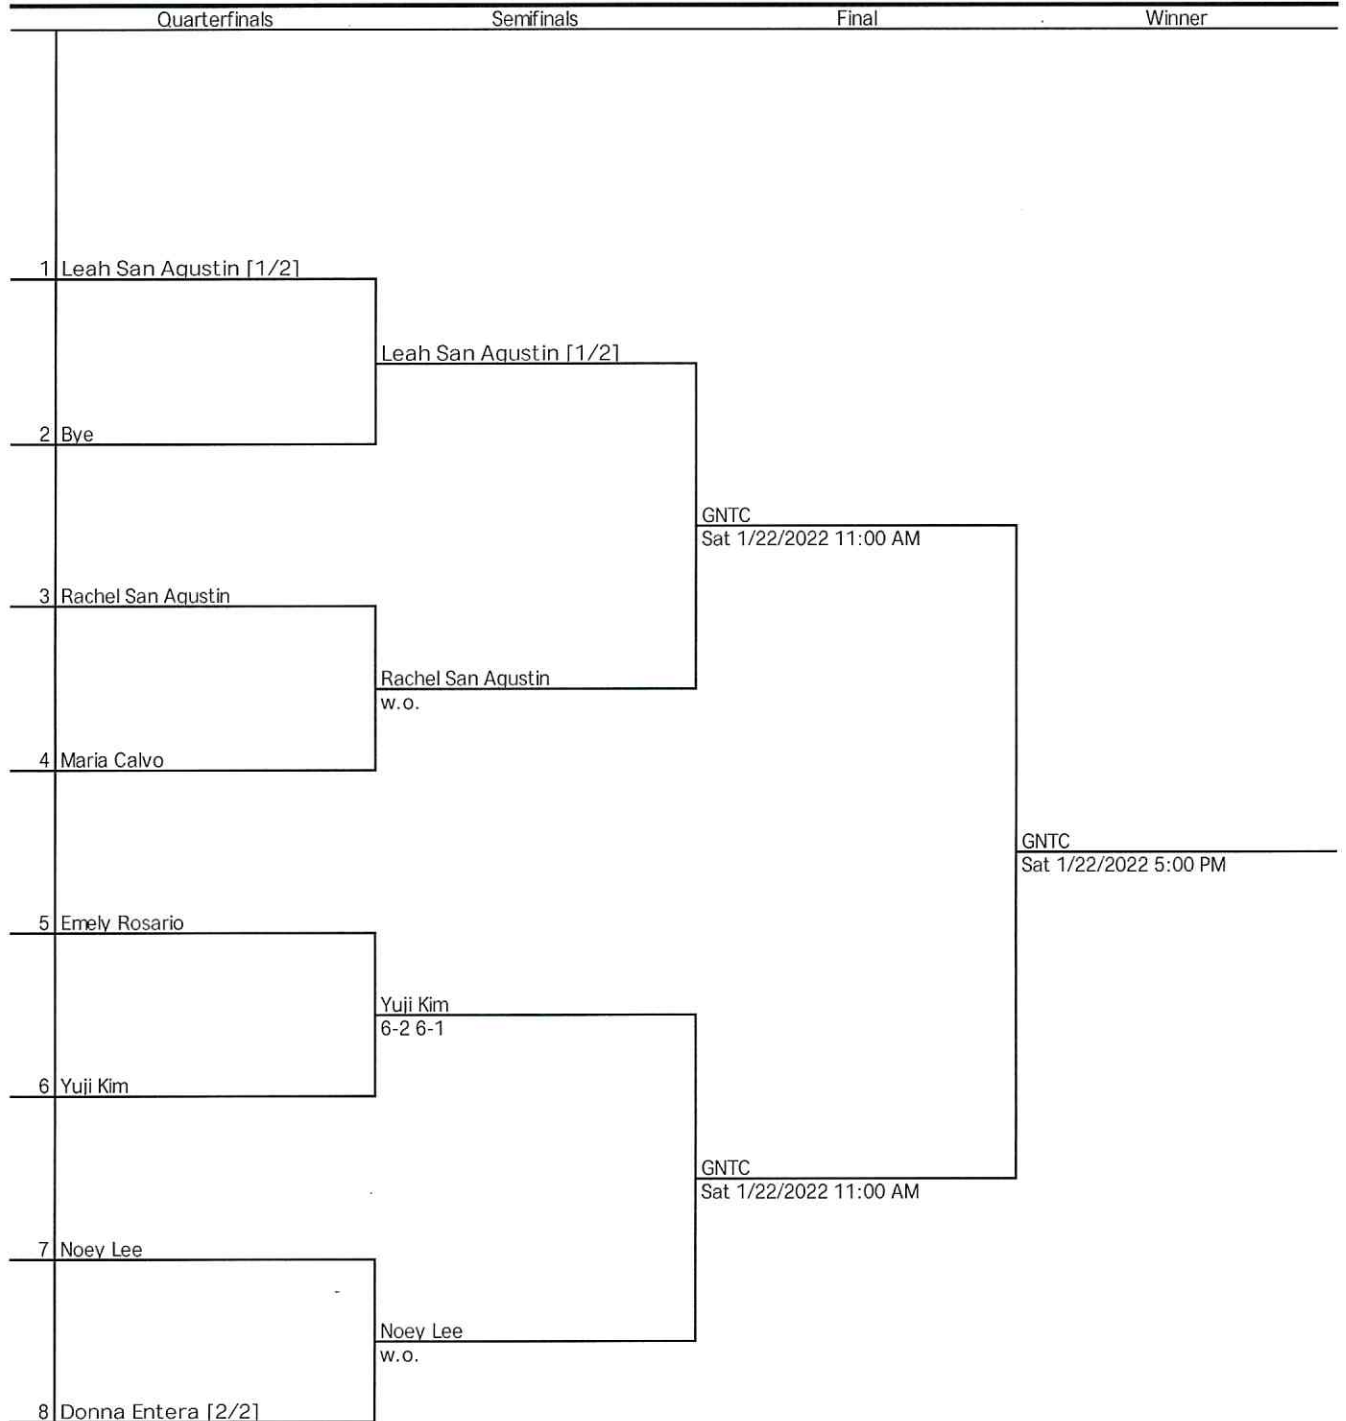 Quarterfinals Semifinals Final Winner
1 Leah San Agustin [1/2]
Leah San Agustin [1/2]
2 Bye
GNTC
Sat 1/22/2022 11:00 AM
3 Rachel San Agustin
Rachel San Agustin
w.o.
4 Maria Calvo
GNTC
Sat 1/22/2022 5:00 PM
5 Emely Rosario
Yuji Kim
6-2 6-1
6 Yuji Kim
GNTC
Sat 1/22/2022 11:00 AM
7 Noey Lee
Noey Lee
w.o.
8 Donna Entera [2/2]